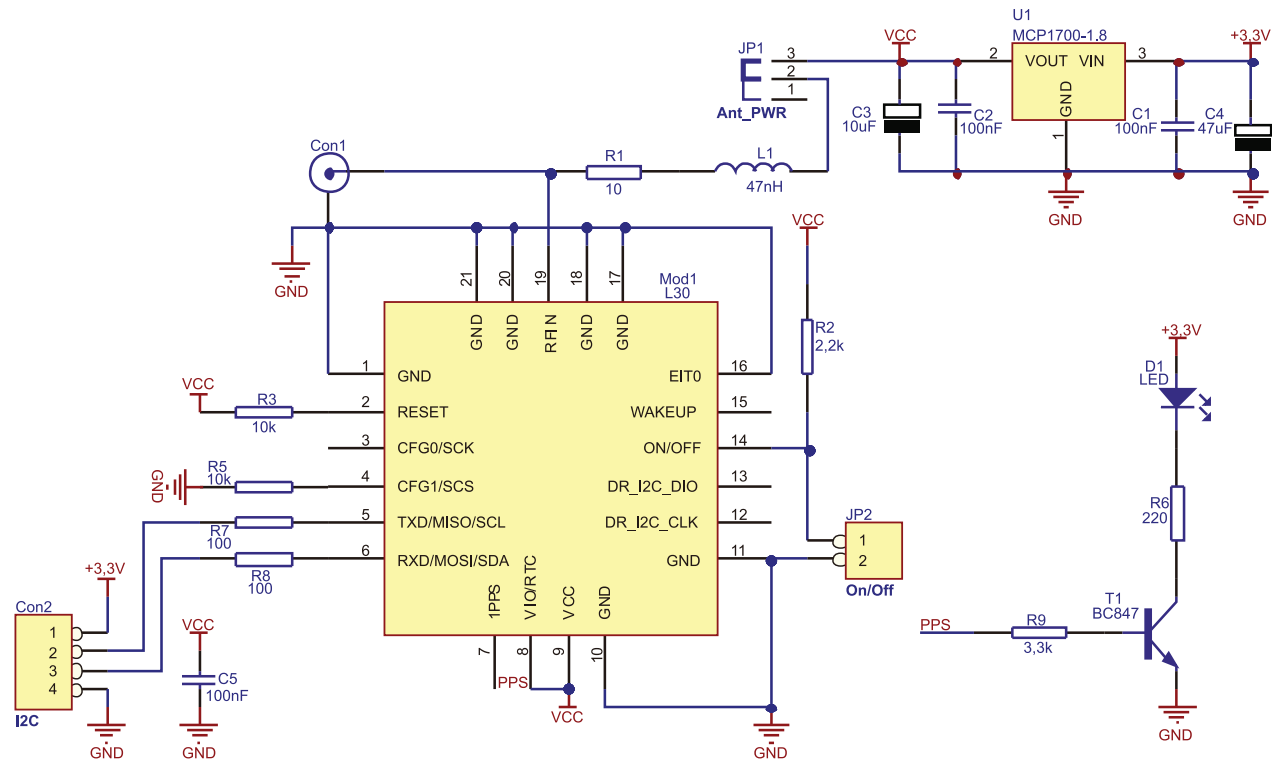 U1
MCP1700-1.8
VCC
+3,3V
2
VOUT VIN
3
GND
1
JP1
3
2
1
Ant_PWR
C3
10uF
C2
100nF
C1
100nF
C4
47uF
GND
GND
Con1
R1
10
L1
47nH
VCC
GND
21
20
19
18
17
Mod1
L30
GND
GND
RFIN
GND
GND
R2
2,2k
1
GND
EIT0
16
VCC
R3
10k
2
RESET
WAKEUP
15
3
CFG0/SCK
ON/OFF
14
GND
R5
10k
4
CFG1/SCS
DR_I2C_DIO
13
R7
100
5
TXD/MISO/SCL
DR_I2C_CLK
12
R8
100
6
RXD/MOSI/SDA
GND
11
JP2
1
2
On/Off
1PPS
VIO/RTC
VCC
GND
7
8
9
10
PPS
VCC
GND
+3,3V
Con2
1
2
3
4
I2C
GND
VCC
C5
100nF
GND
+3,3V
D1
LED
R6
220
T1
BC847
PPS
R9
3,3k
GND